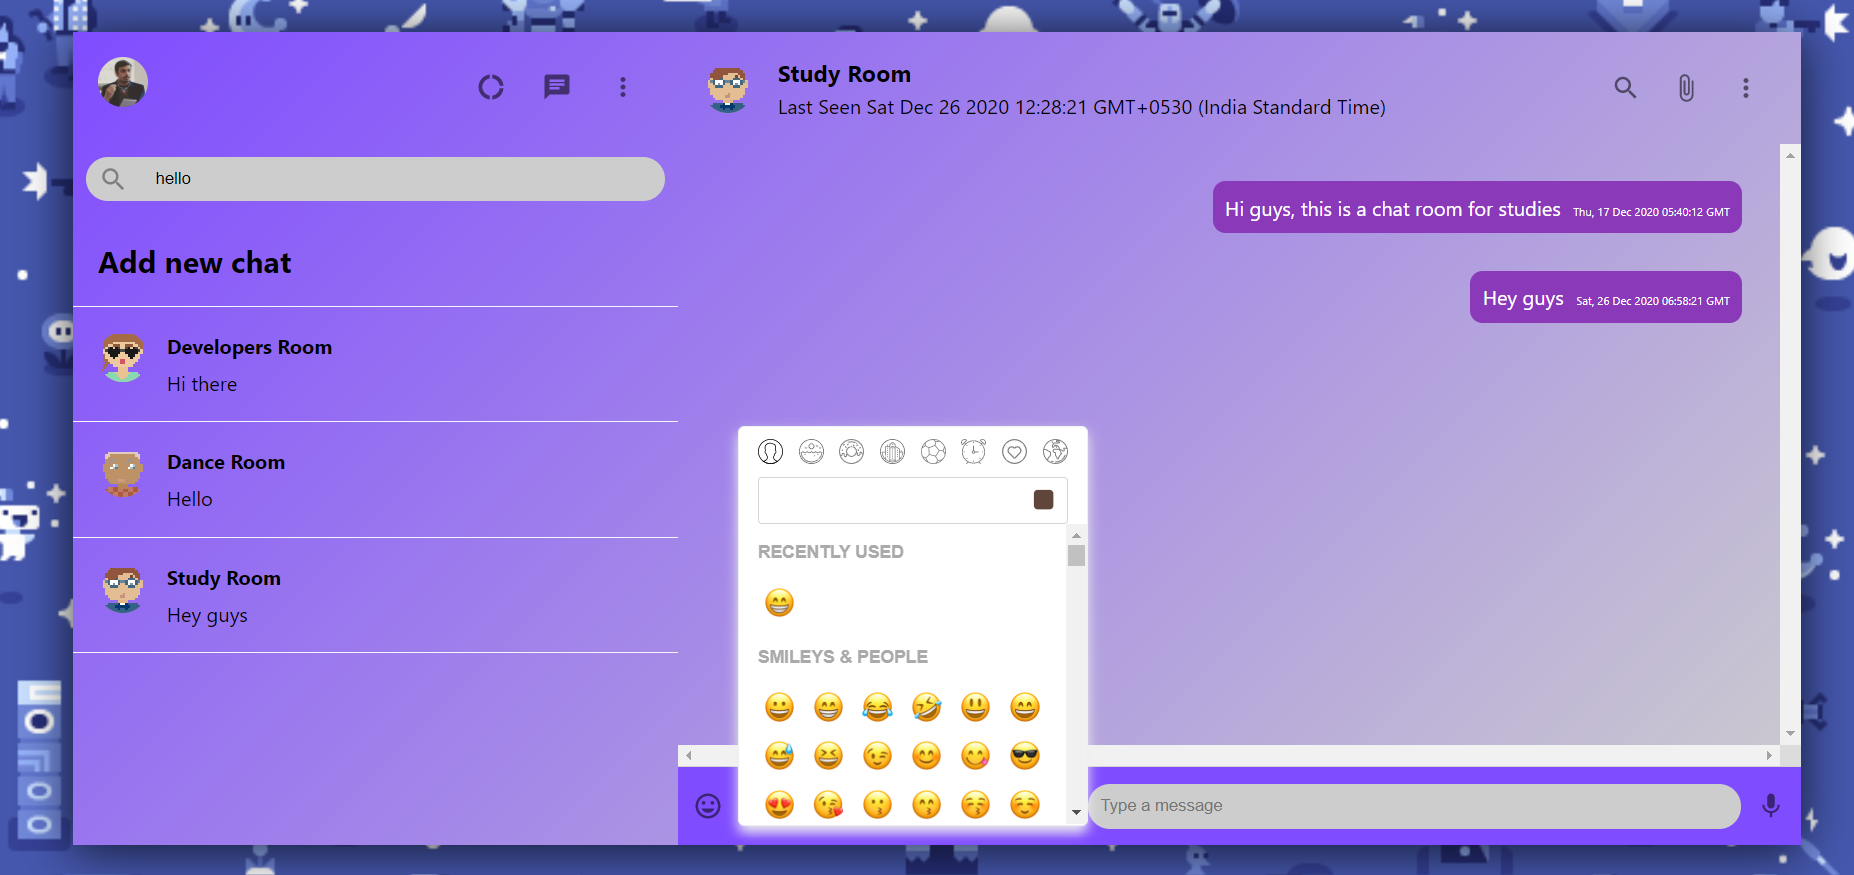 hello
Add new chat
Developers Room
Hi there
Dance Room
Hello
Study Room
Hey guys
Study Room
Last Seen Sat Dec 26 2020 12:28:21 GMT+0530 (India Standard Time)
Hi guys, this is a chat room for studies Thu, 17 Dec 2020 05:40:12 GMT
Hey guys Sat, 26 Dec 2020 06:58:21 GMT
RECENTLY USED
SMILEYS & PEOPLE
Type a message